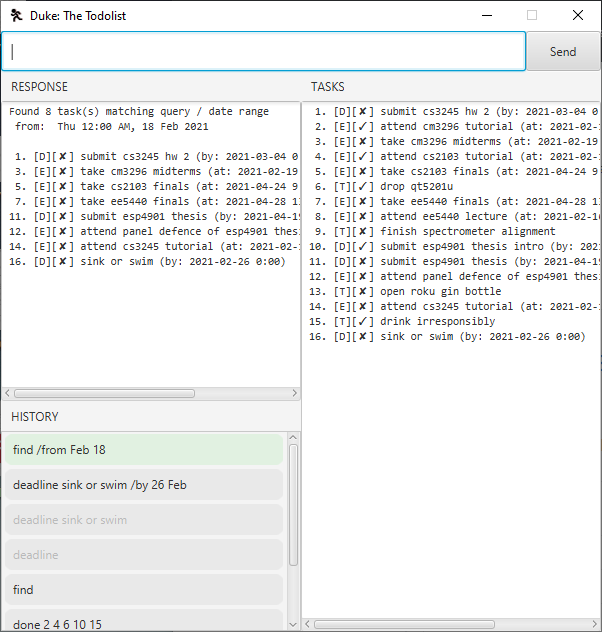 Duke: The Todolist
Send
RESPONSE
Found 8 task(s) matching query / date range
from: Thu 12:00 AM, 18 Feb 2021
1. [D][✘] submit cs3245 hw 2 (by: 2021-03-04 0
3. [E][✘] take cm3296 midterms (at: 2021-02-19
5. [E][✘] take cs2103 finals (at: 2021-04-24 9
7. [E][✘] take ee5440 finals (at: 2021-04-28 1
11. [D][✘] submit esp4901 thesis (by: 2021-04-19
12. [E][✘] attend panel defence of esp4901 thes
14. [E][✘] attend cs3245 tutorial (at: 2021-02-
16. [D][✘] sink or swim (by: 2021-02-26 0:00)
HISTORY
find /from Feb 18
deadline sink or swim /by 26 Feb
deadline sink or swim
deadline
find
done 2 4 6 10 15
TASKS
1. [D][✘] submit cs3245 hw 2 (by: 2021-03-04 0
2. [E][✓] attend cm3296 tutorial (at: 2021-02-1
3. [E][✘] take cm3296 midterms (at: 2021-02-19
4. [E][✓] attend cs2103 tutorial (at: 2021-02-1
5. [E][✘] take cs2103 finals (at: 2021-04-24 9
6. [T][✓] drop qt5201u
7. [E][✘] take ee5440 finals (at: 2021-04-28 1
8. [E][✘] attend ee5440 lecture (at: 2021-02-16
9. [T][✘] finish spectrometer alignment
10. [D][✓] submit esp4901 thesis intro (by: 202
11. [D][✘] submit esp4901 thesis (by: 2021-04-19
12. [E][✘] attend panel defence of esp4901 thes
13. [T][✘] open roku gin bottle
14. [E][✘] attend cs3245 tutorial (at: 2021-02-
15. [T][✓] drink irresponsibly
16. [D][✘] sink or swim (by: 2021-02-26 0:00)